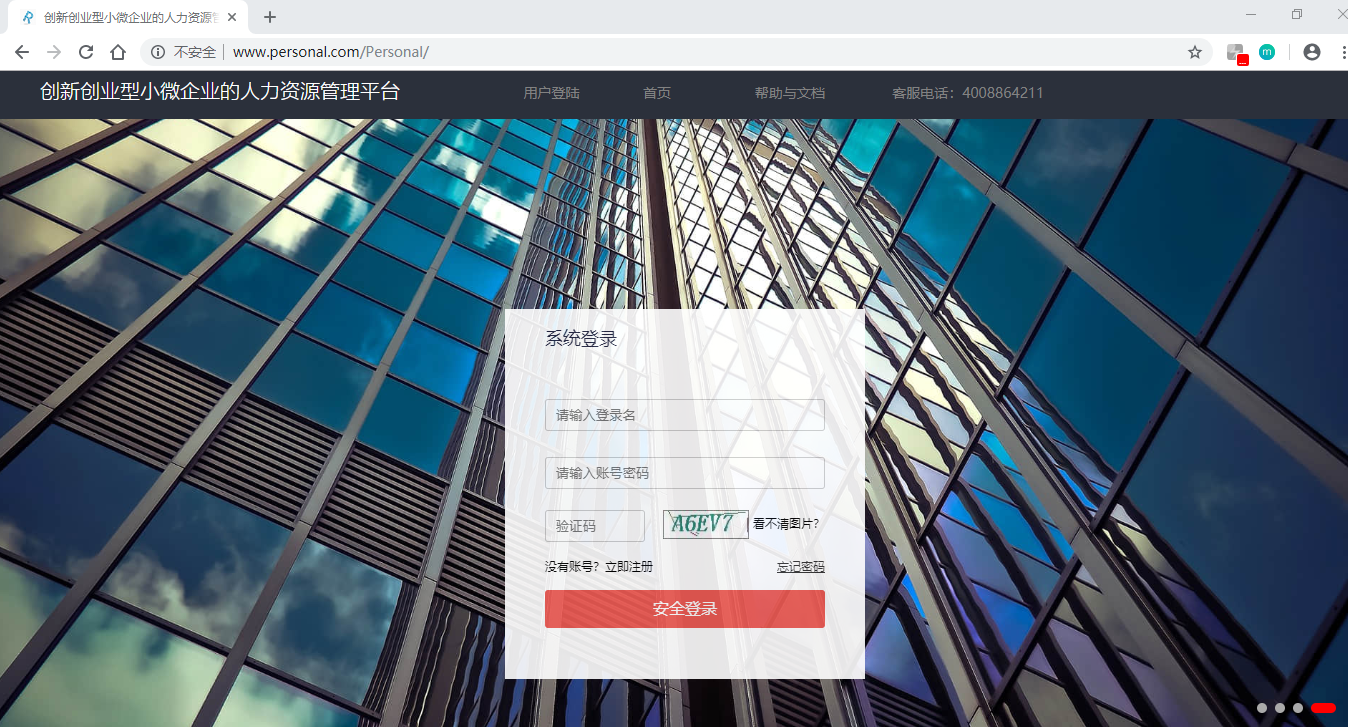 创新创业型小微企业的人力资源管
不安全 www.personal.com/Personal/
创新创业型小微企业的人力资源管理平台 用户登陆 首页 帮助与文档 客服电话：4008864211
系统登录
请输入登录名
请输入账号密码
验证码 A6EV7 看不清图片？
没有账号？立即注册 忘记密码
安全登录